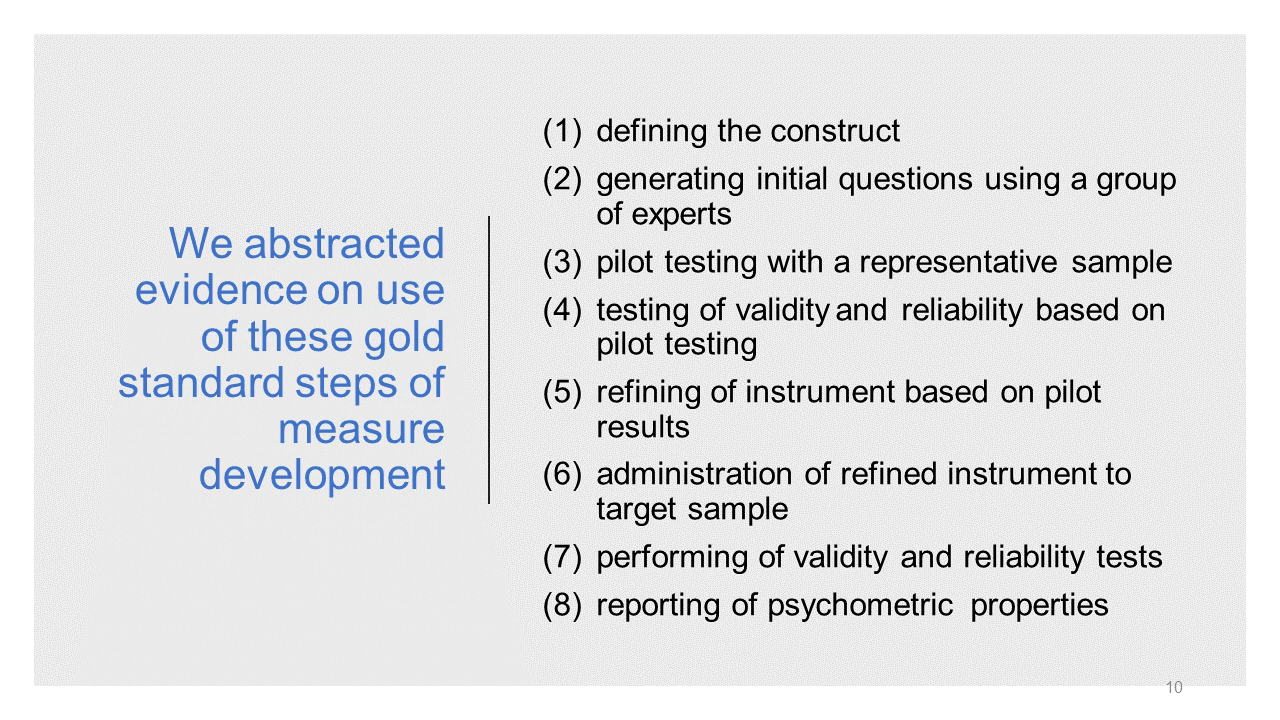 We abstracted
evidence on use
of these gold
standard steps of
measure
development
(1) defining the construct
(2) generating initial questions using a group
of experts
(3) pilot testing with a representative sample
(4) testing of validity and reliability based on
pilot testing
(5) refining of instrument based on pilot
results
(6) administration of refined instrument to
target sample
(7) performing of validity and reliability tests
(8) reporting of psychometric properties
10